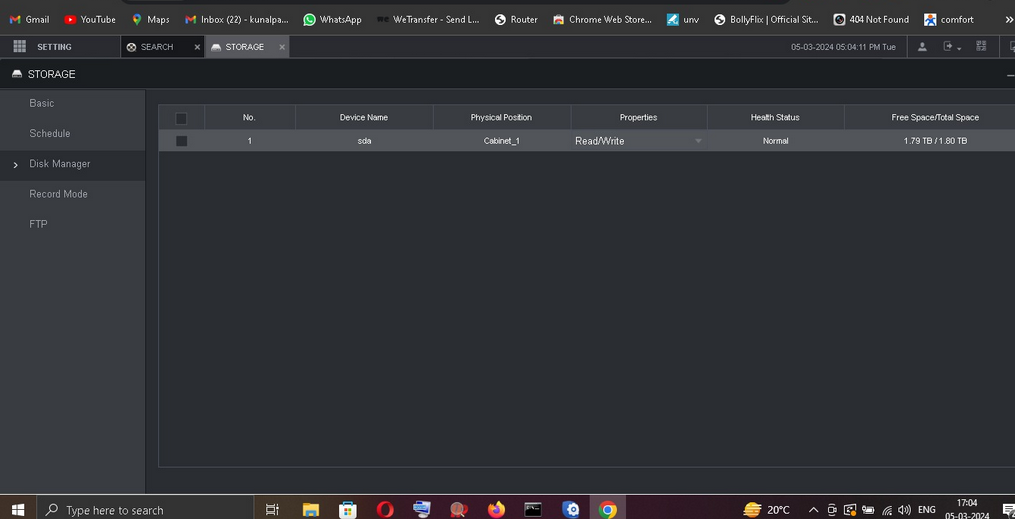 Gmail YouTube Maps Inbox (22) - kunalpa... WhatsApp WeTransfer - Send L... Router Chrome Web Store... unv BollyFlix | Official Sit... 404 Not Found comfort »
SETTING SEARCH × STORAGE × 05-03-2024 05:04:11 PM Tue
STORAGE
Basic
Schedule
Disk Manager
Record Mode
FTP
No. Device Name Physical Position Properties Health Status Free Space/Total Space
1 sda Cabinet_1 Read/Write Normal 1.79 TB / 1.80 TB
Type here to search 20°C ENG 17:04
05-03-2024